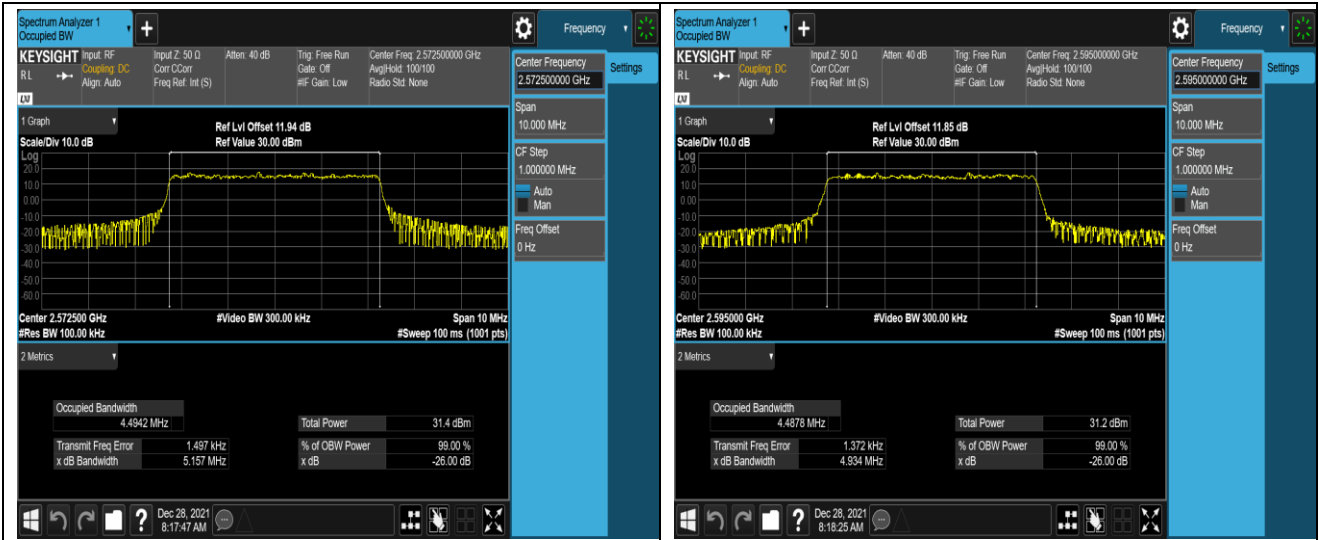 Spectrum Analyzer 1
Occupied BW
Frequency
KEYSIGHT Input: RF Input Z: 50 Ω Atten: 40 dB Trig: Free Run Center Freq: 2.572500000 GHz
R L Coupling: DC Corr CCorr Gate: Off Avg|Hold: 100/100
Align: Auto Freq Ref: Int (S) #IF Gain: Low Radio Std: None
LXI
Center Frequency
2.572500000 GHz
Settings
Span
10.000 MHz
CF Step
1.000000 MHz
Auto
Man
Freq Offset
0 Hz
1 Graph
Ref Lvl Offset 11.94 dB
Scale/Div 10.0 dB Ref Value 30.00 dBm
Log
20.0
10.0
0.00
-10.0
-20.0
-30.0
-40.0
-50.0
-60.0
Center 2.572500 GHz #Video BW 300.00 kHz Span 10 MHz
#Res BW 100.00 kHz #Sweep 100 ms (1001 pts)
2 Metrics
Occupied Bandwidth
4.4942 MHz Total Power 31.4 dBm
Transmit Freq Error 1.497 kHz % of OBW Power 99.00 %
x dB Bandwidth 5.157 MHz x dB -26.00 dB
Dec 28, 2021
8:17:47 AM
Spectrum Analyzer 1
Occupied BW
Frequency
KEYSIGHT Input: RF Input Z: 50 Ω Atten: 40 dB Trig: Free Run Center Freq: 2.595000000 GHz
R L Coupling: DC Corr CCorr Gate: Off Avg|Hold: 100/100
Align: Auto Freq Ref: Int (S) #IF Gain: Low Radio Std: None
LXI
Center Frequency
2.595000000 GHz
Settings
Span
10.000 MHz
CF Step
1.000000 MHz
Auto
Man
Freq Offset
0 Hz
1 Graph
Ref Lvl Offset 11.85 dB
Scale/Div 10.0 dB Ref Value 30.00 dBm
Log
20.0
10.0
0.00
-10.0
-20.0
-30.0
-40.0
-50.0
-60.0
Center 2.595000 GHz #Video BW 300.00 kHz Span 10 MHz
#Res BW 100.00 kHz #Sweep 100 ms (1001 pts)
2 Metrics
Occupied Bandwidth
4.4878 MHz Total Power 31.2 dBm
Transmit Freq Error 1.372 kHz % of OBW Power 99.00 %
x dB Bandwidth 4.934 MHz x dB -26.00 dB
Dec 28, 2021
8:18:25 AM